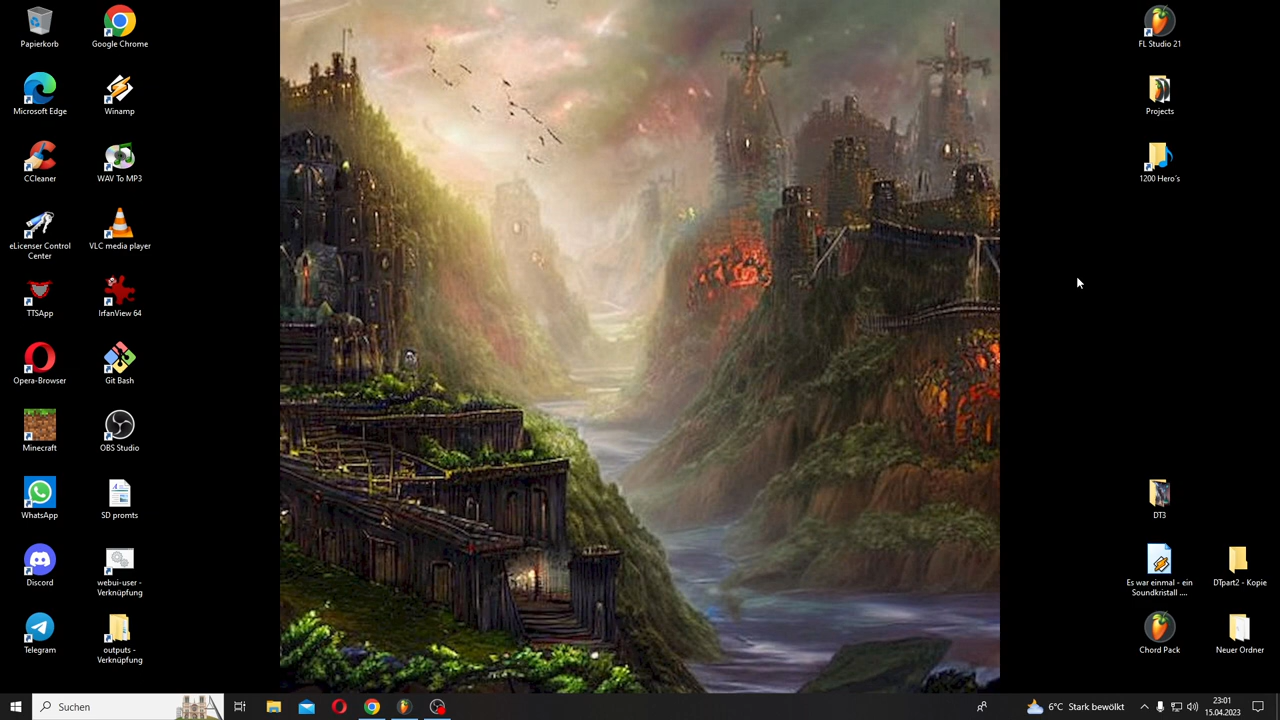 Papierkorb
Google Chrome
Microsoft Edge
Winamp
CCleaner
WAV To MP3
eLicenser Control
Center
VLC media player
TTSApp
IrfanView 64
Opera-Browser
Git Bash
Minecraft
OBS Studio
WhatsApp
SD promts
Discord
webui-user -
Verknüpfung
Telegram
outputs -
Verknüpfung
FL Studio 21
Projects
1200 Hero´s
DT3
Es war einmal - ein
Soundkristall ....
DTpart2 - Kopie
Chord Pack
Neuer Ordner
Suchen
6°C Stark bewölkt
23:01
15.04.2023